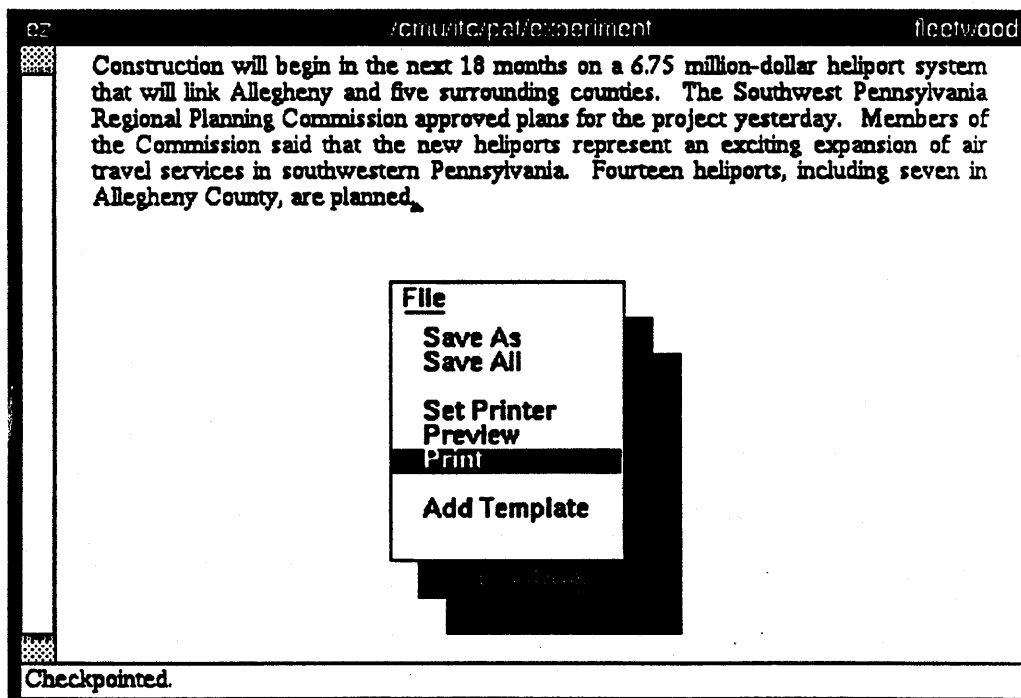 ez /cmu/itc/pat/experiment fleetwood
Construction will begin in the next 18 months on a 6.75 million-dollar heliport system
that will link Allegheny and five surrounding counties. The Southwest Pennsylvania
Regional Planning Commission approved plans for the project yesterday. Members of
the Commission said that the new heliports represent an exciting expansion of air
travel services in southwestern Pennsylvania. Fourteen heliports, including seven in
Allegheny County, are planned.
File
Save As
Save All
Set Printer
Preview
Print
Add Template
Checkpointed.